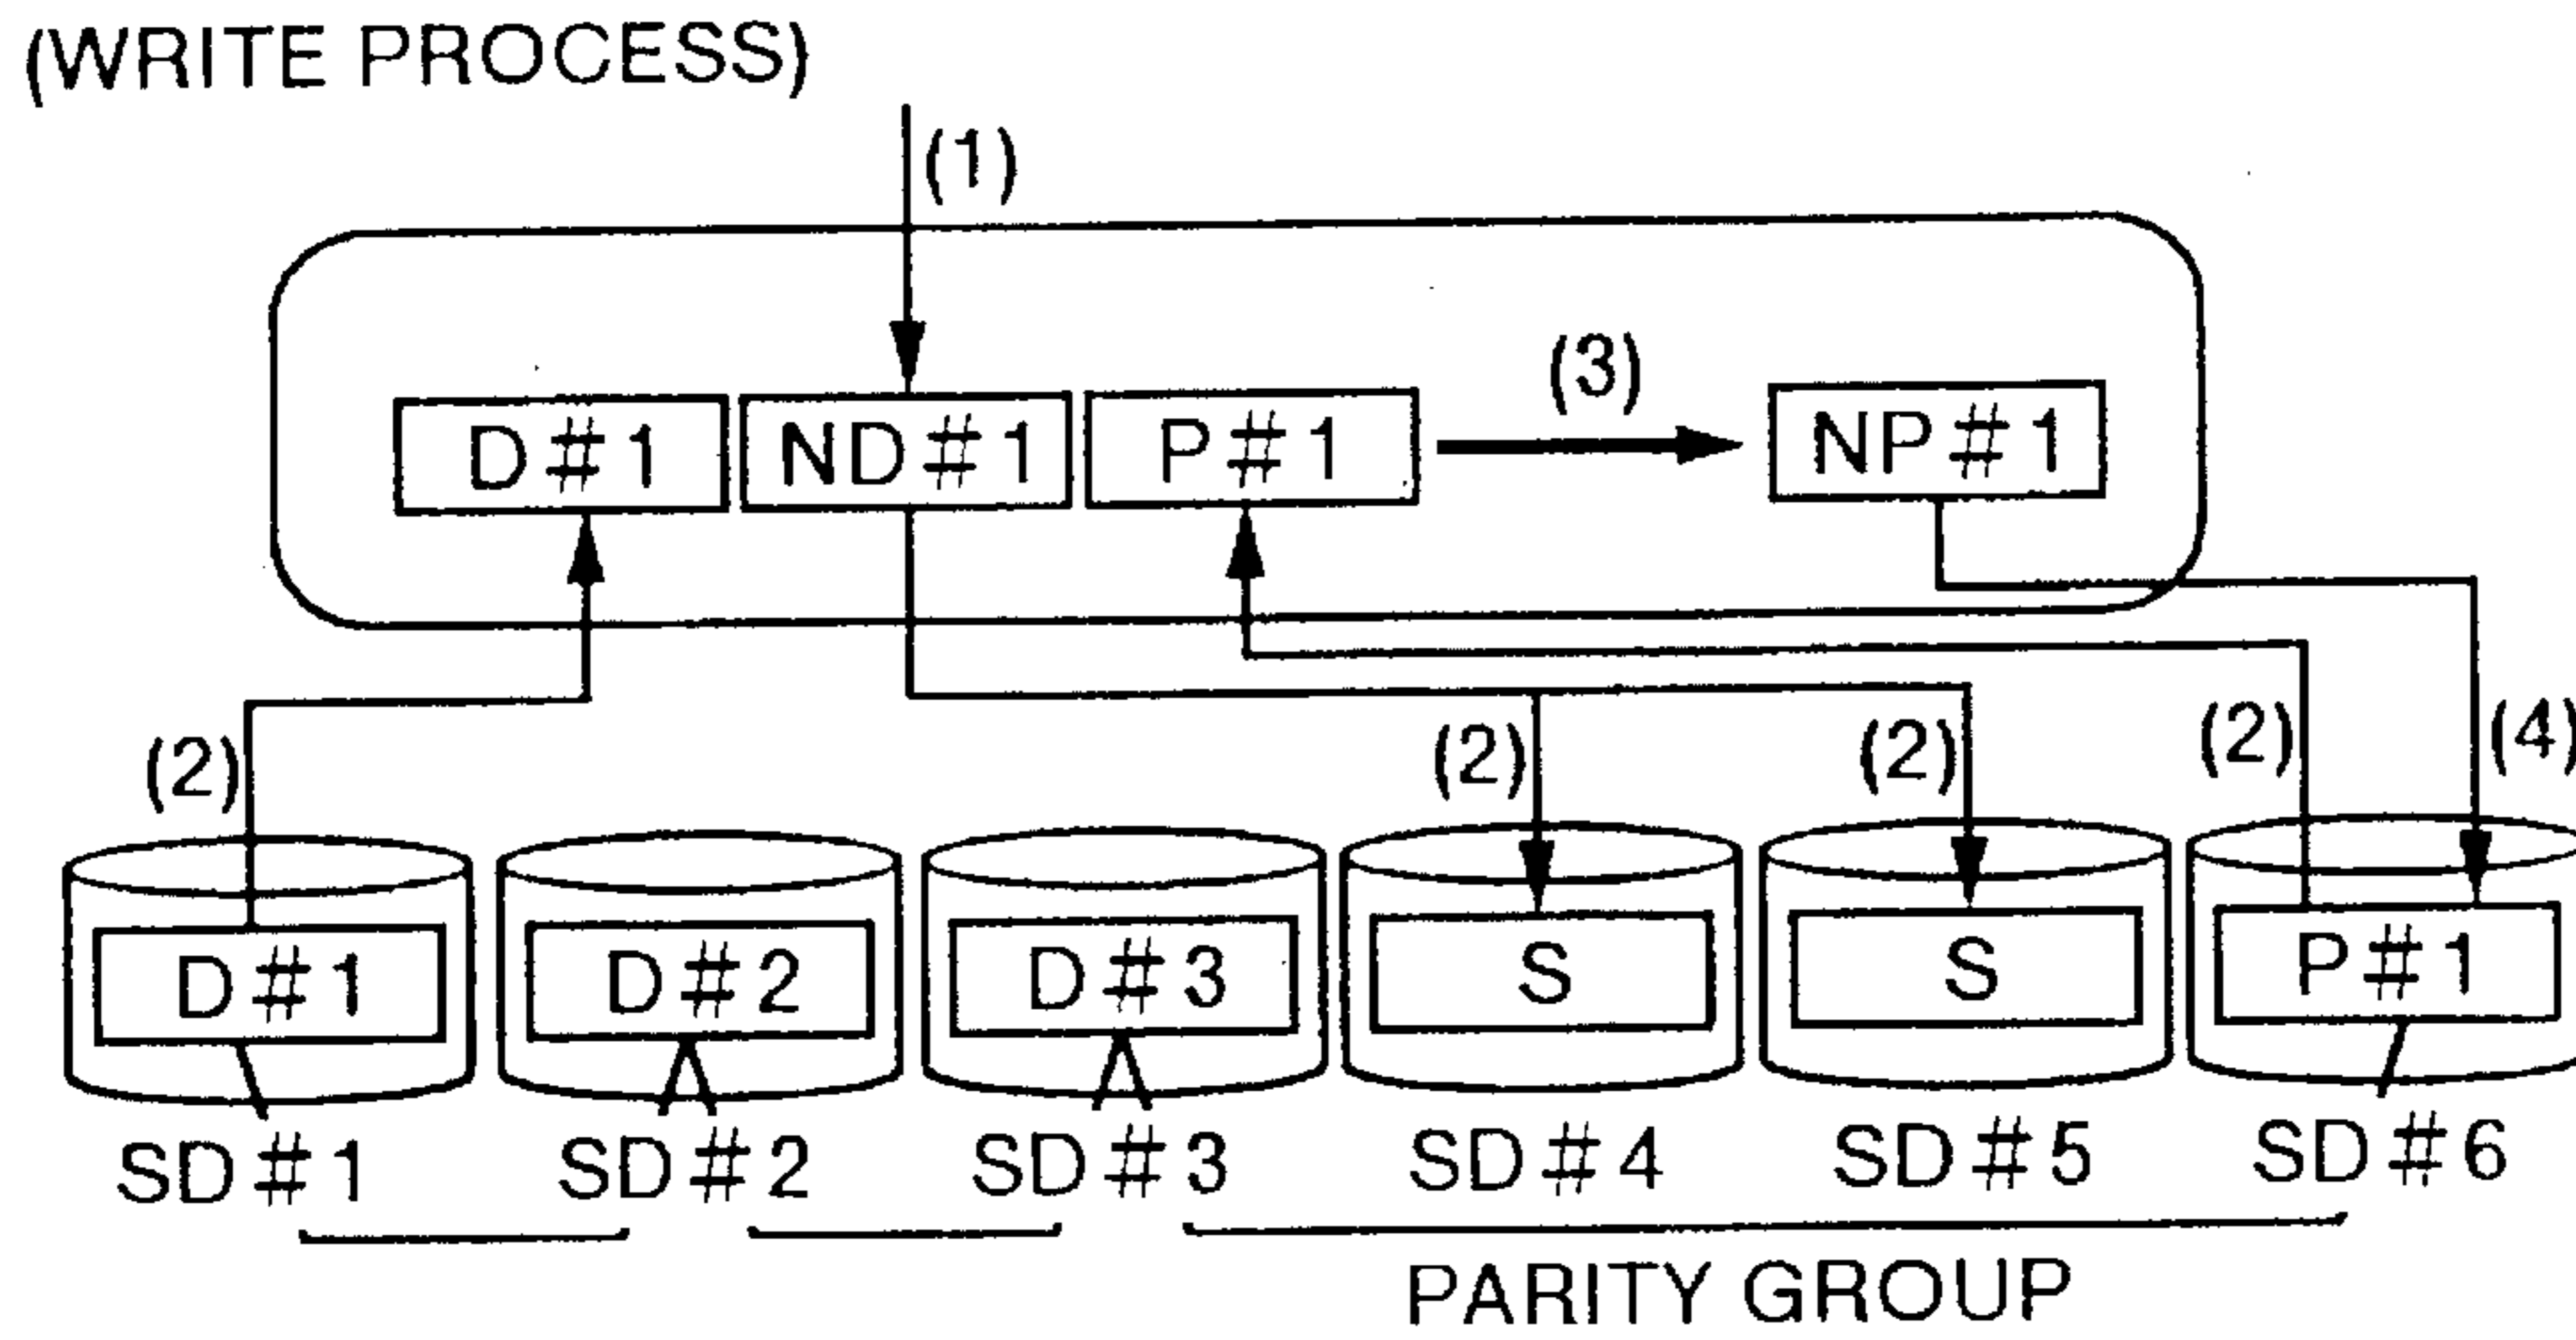 (WRITE PROCESS)
(1)
(3)
D#1 ND#1 P#1 NP#1
(2) (2) (2) (2) (4)
D#1 D#2 D#3 S S P#1
SD#1 SD#2 SD#3 SD#4 SD#5 SD#6
PARITY GROUP